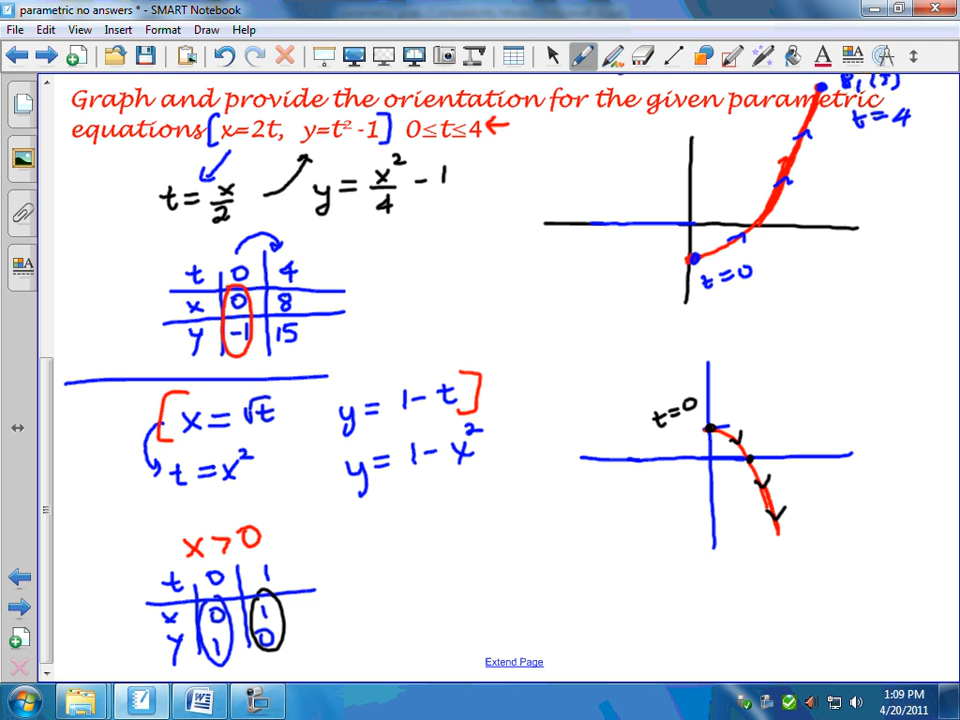 parametric no answers * - SMART Notebook
File Edit View Insert Format Draw Help
Graph and provide the orientation for the given parametric
equations [x=2t, y=t²-1] 0≤t≤4 ←
8,15)
t=4
t = x/2
y = x²/4 - 1
t=0
t 0 4
x 0 8
y -1 15
[x = √t y = 1 - t]
t = x² y = 1 - x²
t=0
x > 0
t 0 1
x 0 1
y 1 0
Extend Page
1:09 PM
4/20/2011